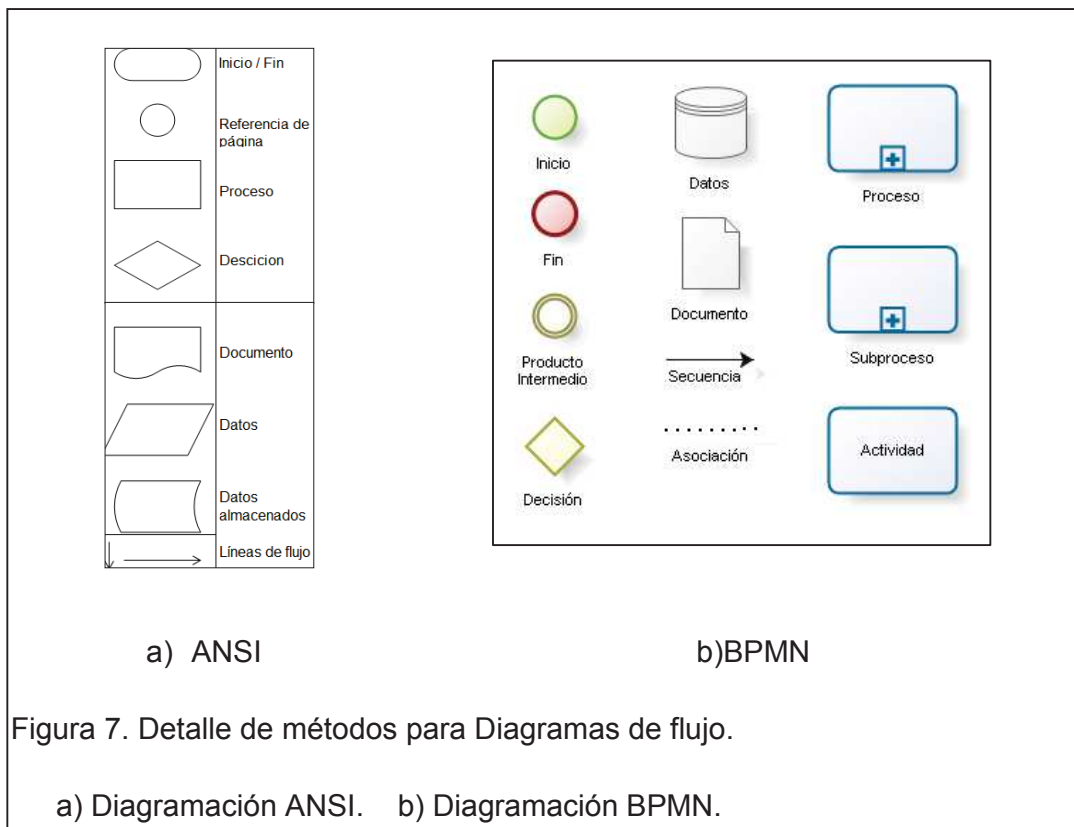 Inicio / Fin
Referencia de
página
Proceso
Descicion
Documento
Datos
Datos
almacenados
Líneas de flujo
Inicio
Fin
Producto
Intermedio
Decisión
Datos
Documento
Secuencia
Asociación
Proceso
Subproceso
Actividad
a) ANSI
b)BPMN
Figura 7. Detalle de métodos para Diagramas de flujo.
a) Diagramación ANSI. b) Diagramación BPMN.